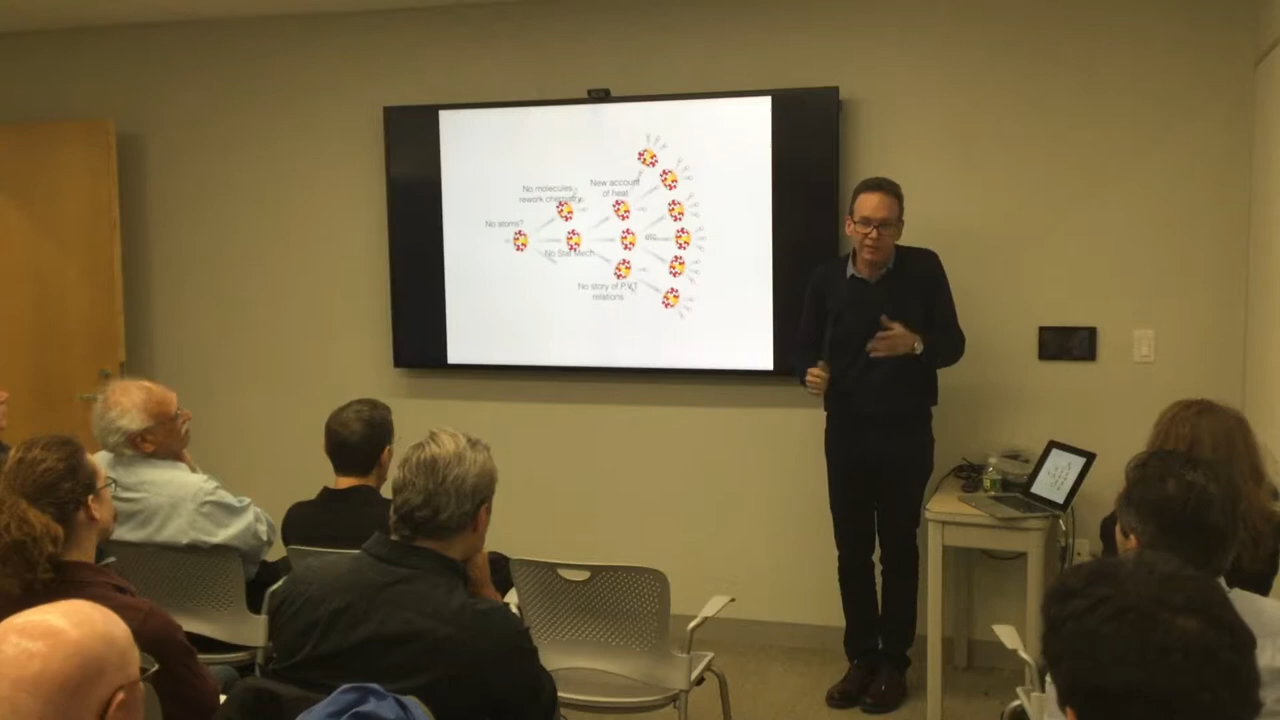 No molecules
rework chemistry
New account
of heat
No atoms?
etc
No Stat Mech
No story of P,V,T
relations